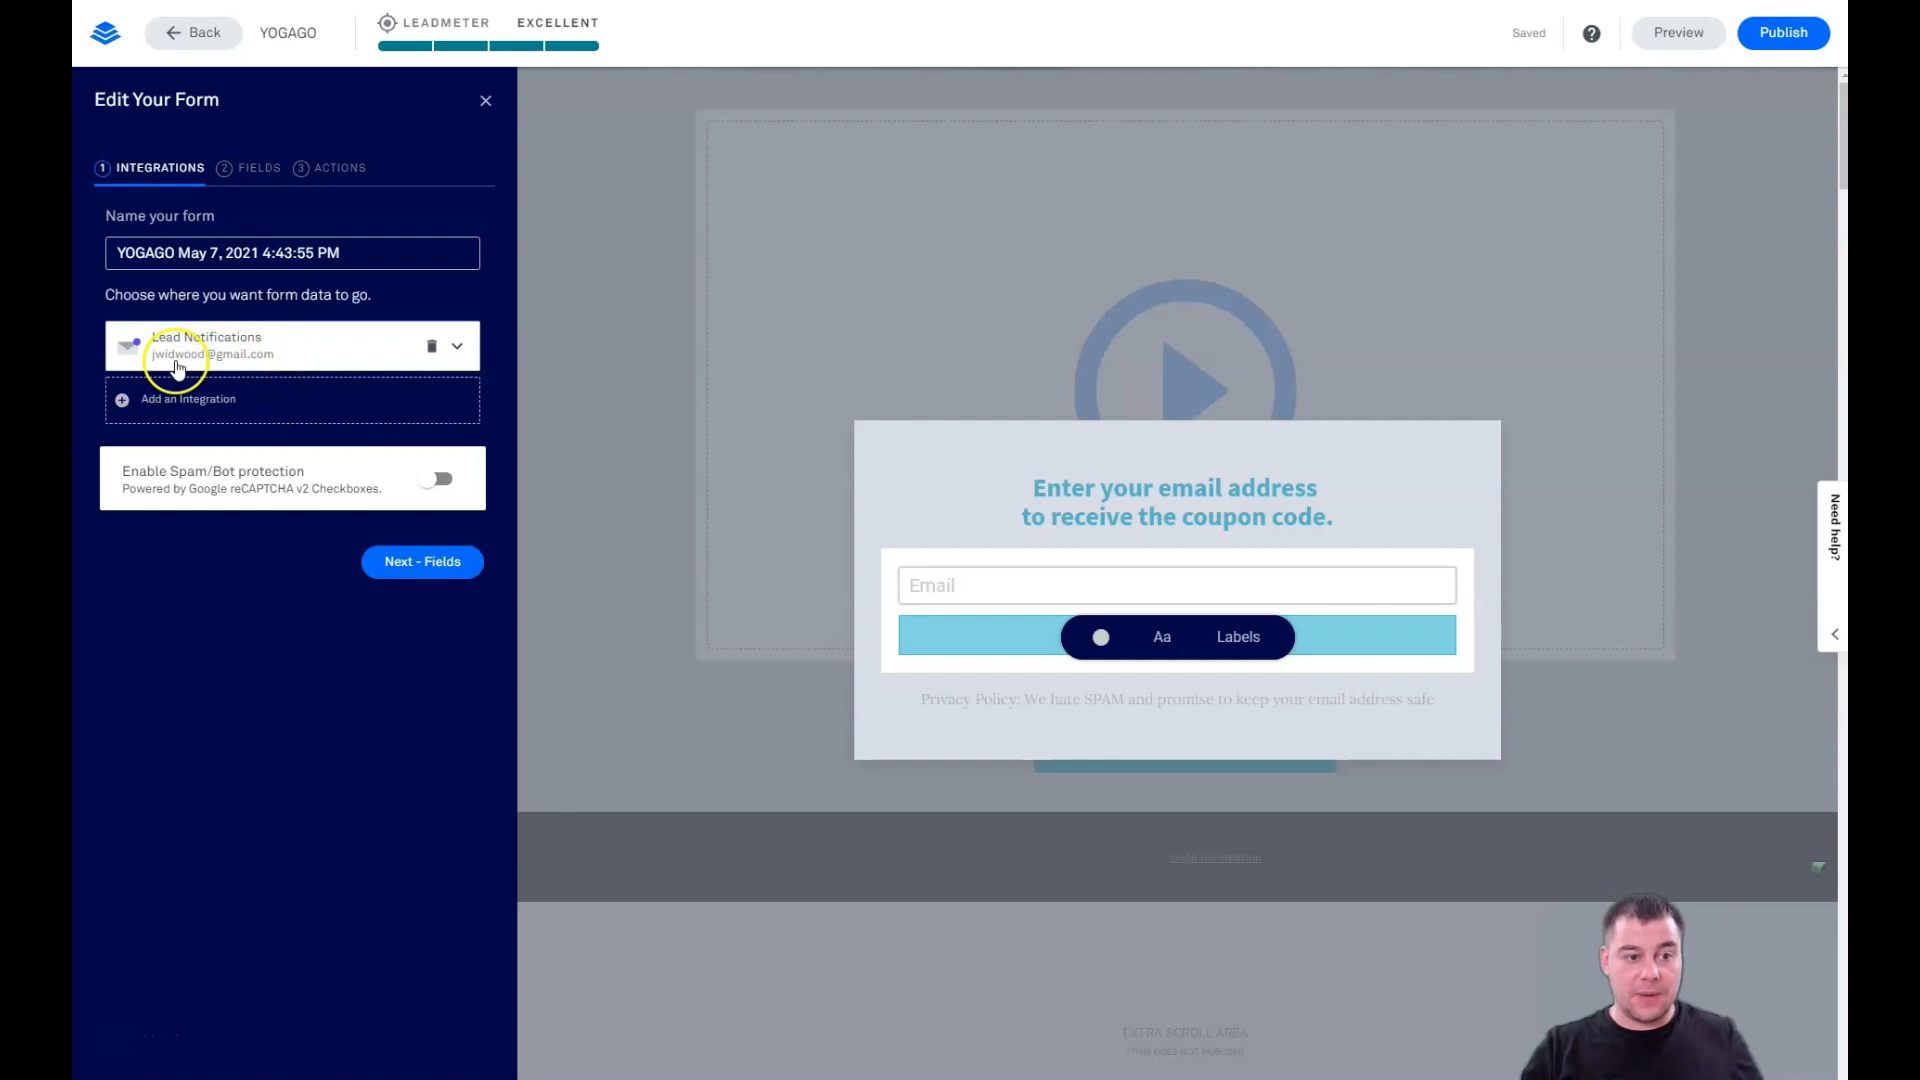 Back
YOGAGO
LEADMETER EXCELLENT
Saved
?
Preview
Publish
Edit Your Form
1 INTEGRATIONS 2 FIELDS 3 ACTIONS
Name your form
YOGAGO May 7, 2021 4:43:55 PM
Choose where you want form data to go.
Lead Notifications
jwidwood@gmail.com
Add an Integration
Enable Spam/Bot protection
Powered by Google reCAPTCHA v2 Checkboxes.
Next - Fields
Enter your email address
to receive the coupon code.
Email
Aa Labels
Privacy Policy: We hate SPAM and promise to keep your email address safe
Need help?
Legal Information
EXTRA SCROLL AREA
(THIS DOES NOT PUBLISH)